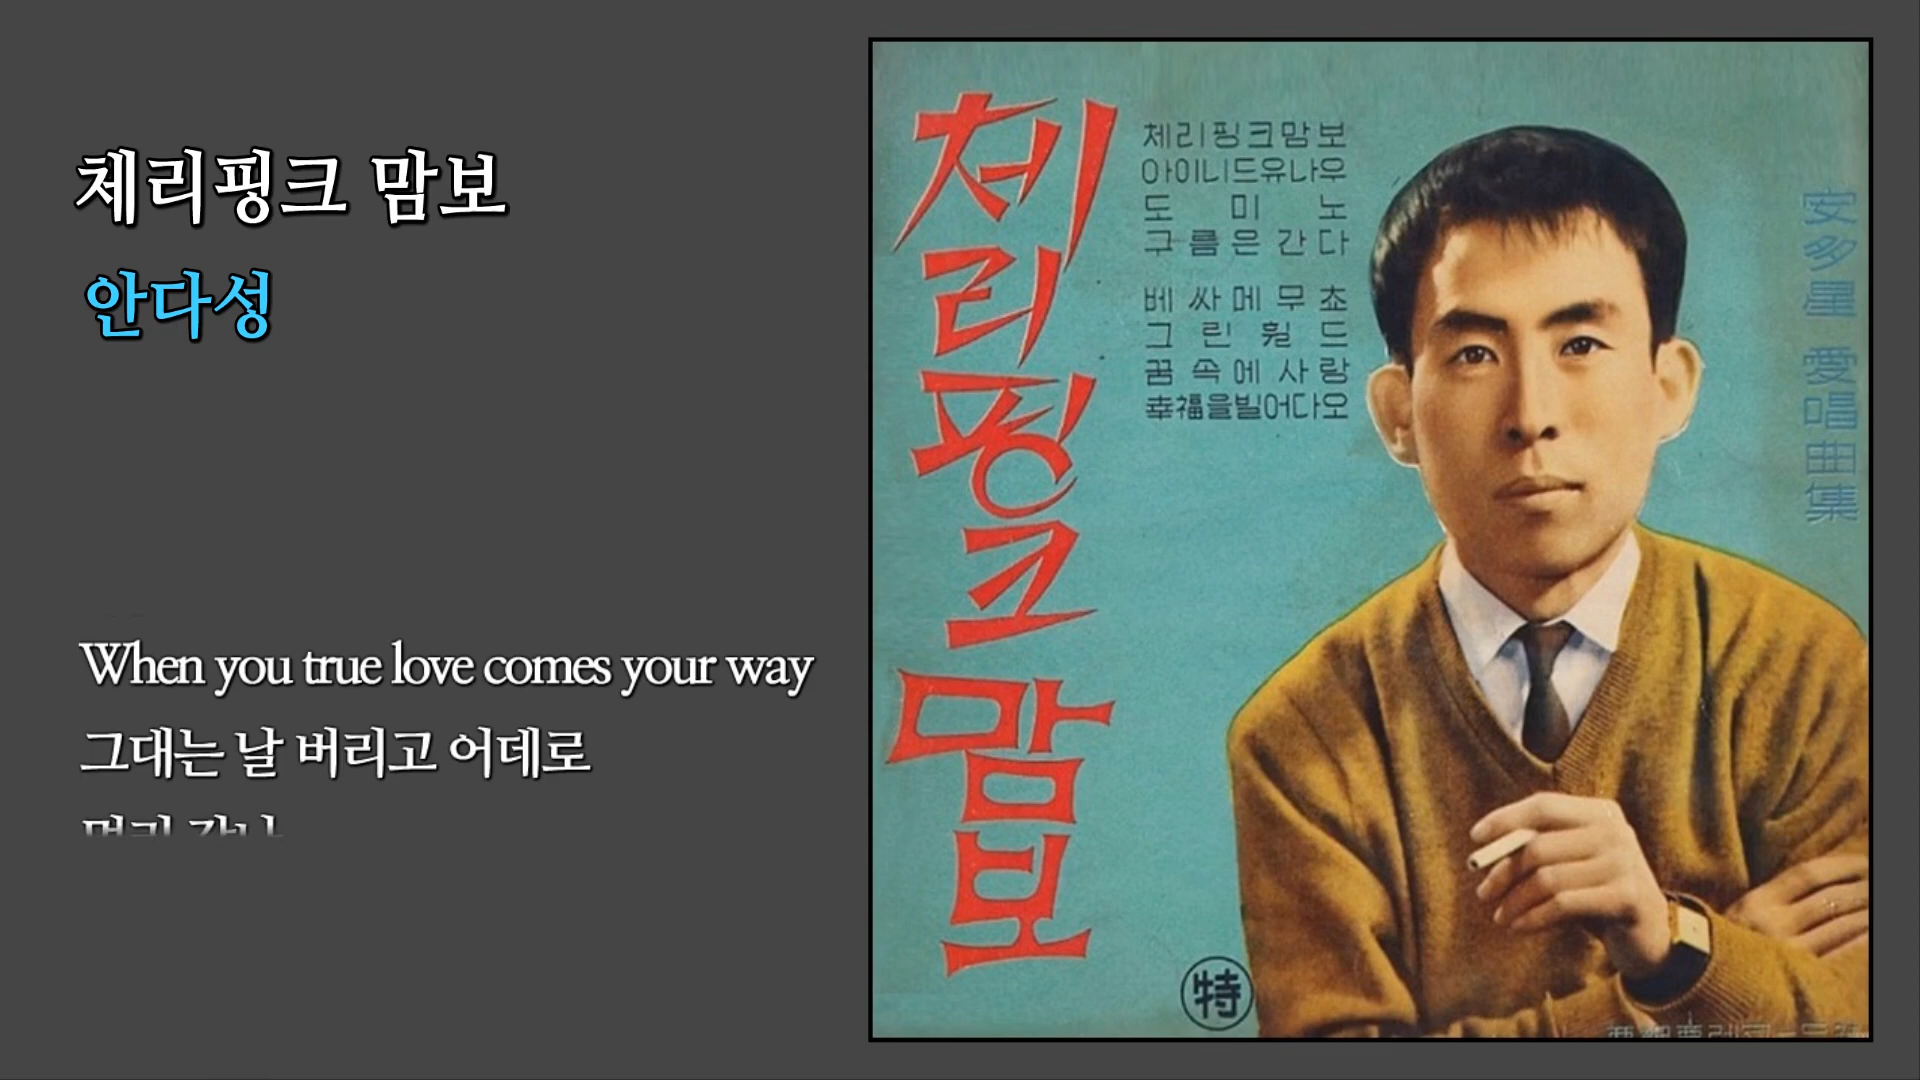 체리핑크 맘보
안다성
When you true love comes your way
그대는 날 버리고 어데로
체리핑크맘보
체리핑크맘보
아이니드유나우
도미노
구름은 간다
베싸메무쵸
그린휠드
꿈속에 사랑
幸福을빌어다오
安多星 愛唱曲集
特